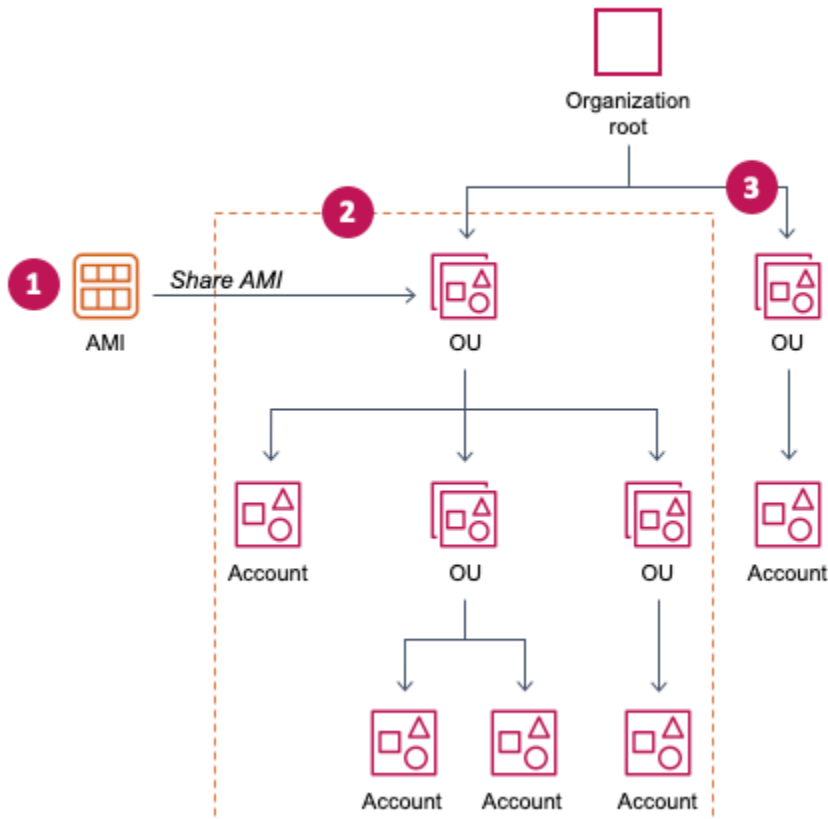 Organization
root
3
2
1
Share AMI
AMI
OU
OU
Account
OU
OU
Account
Account
Account
Account